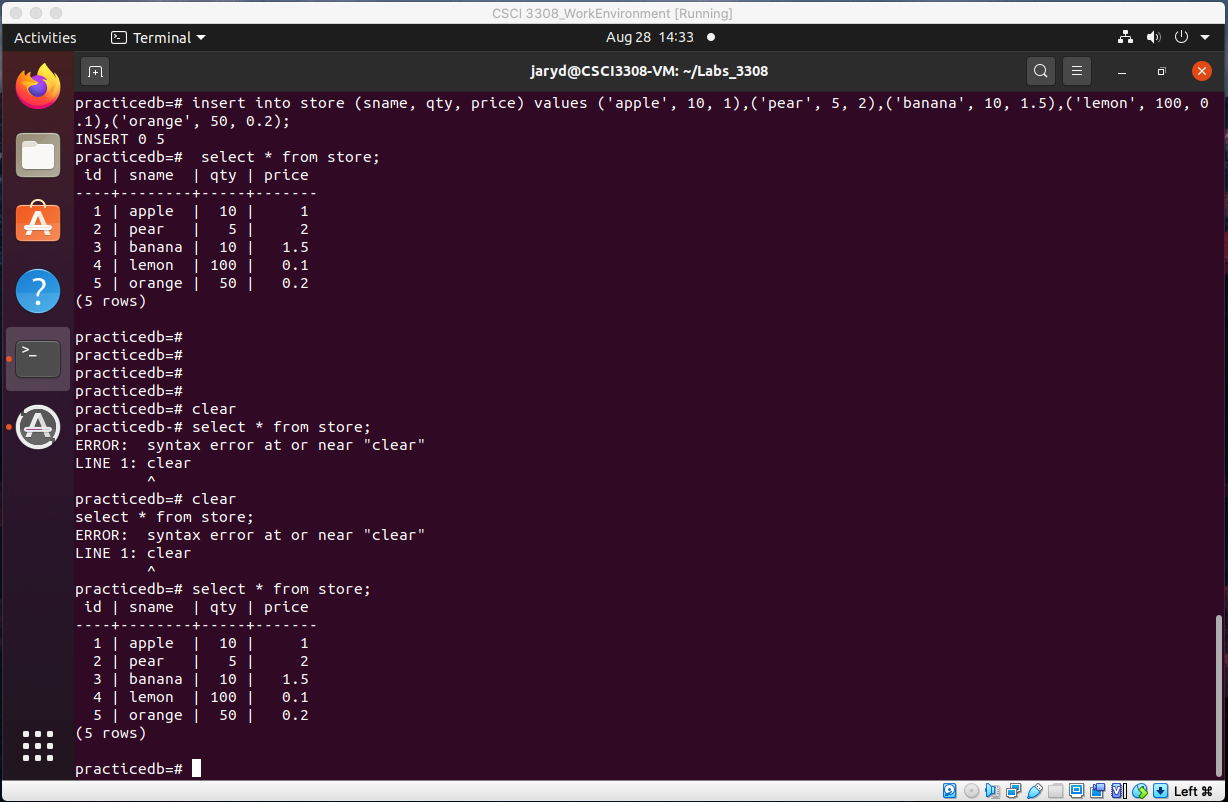 CSCI 3308_WorkEnvironment [Running]
Activities Terminal Aug 28 14:33
jaryd@CSCI3308-VM: ~/Labs_3308
practicedb=# insert into store (sname, qty, price) values ('apple', 10, 1),('pear', 5, 2),('banana', 10, 1.5),('lemon', 100, 0
.1),('orange', 50, 0.2);
INSERT 0 5
practicedb=#  select * from store;
 id | sname  | qty | price
----+--------+-----+-------
  1 | apple  |  10 |     1
  2 | pear   |   5 |     2
  3 | banana |  10 |   1.5
  4 | lemon  | 100 |   0.1
  5 | orange |  50 |   0.2
(5 rows)
practicedb=#
practicedb=#
practicedb=#
practicedb=#
practicedb=# clear
practicedb-# select * from store;
ERROR:  syntax error at or near "clear"
LINE 1: clear
        ^
practicedb=# clear
select * from store;
ERROR:  syntax error at or near "clear"
LINE 1: clear
        ^
practicedb=# select * from store;
 id | sname  | qty | price
----+--------+-----+-------
  1 | apple  |  10 |     1
  2 | pear   |   5 |     2
  3 | banana |  10 |   1.5
  4 | lemon  | 100 |   0.1
  5 | orange |  50 |   0.2
(5 rows)
practicedb=#
Left ⌘